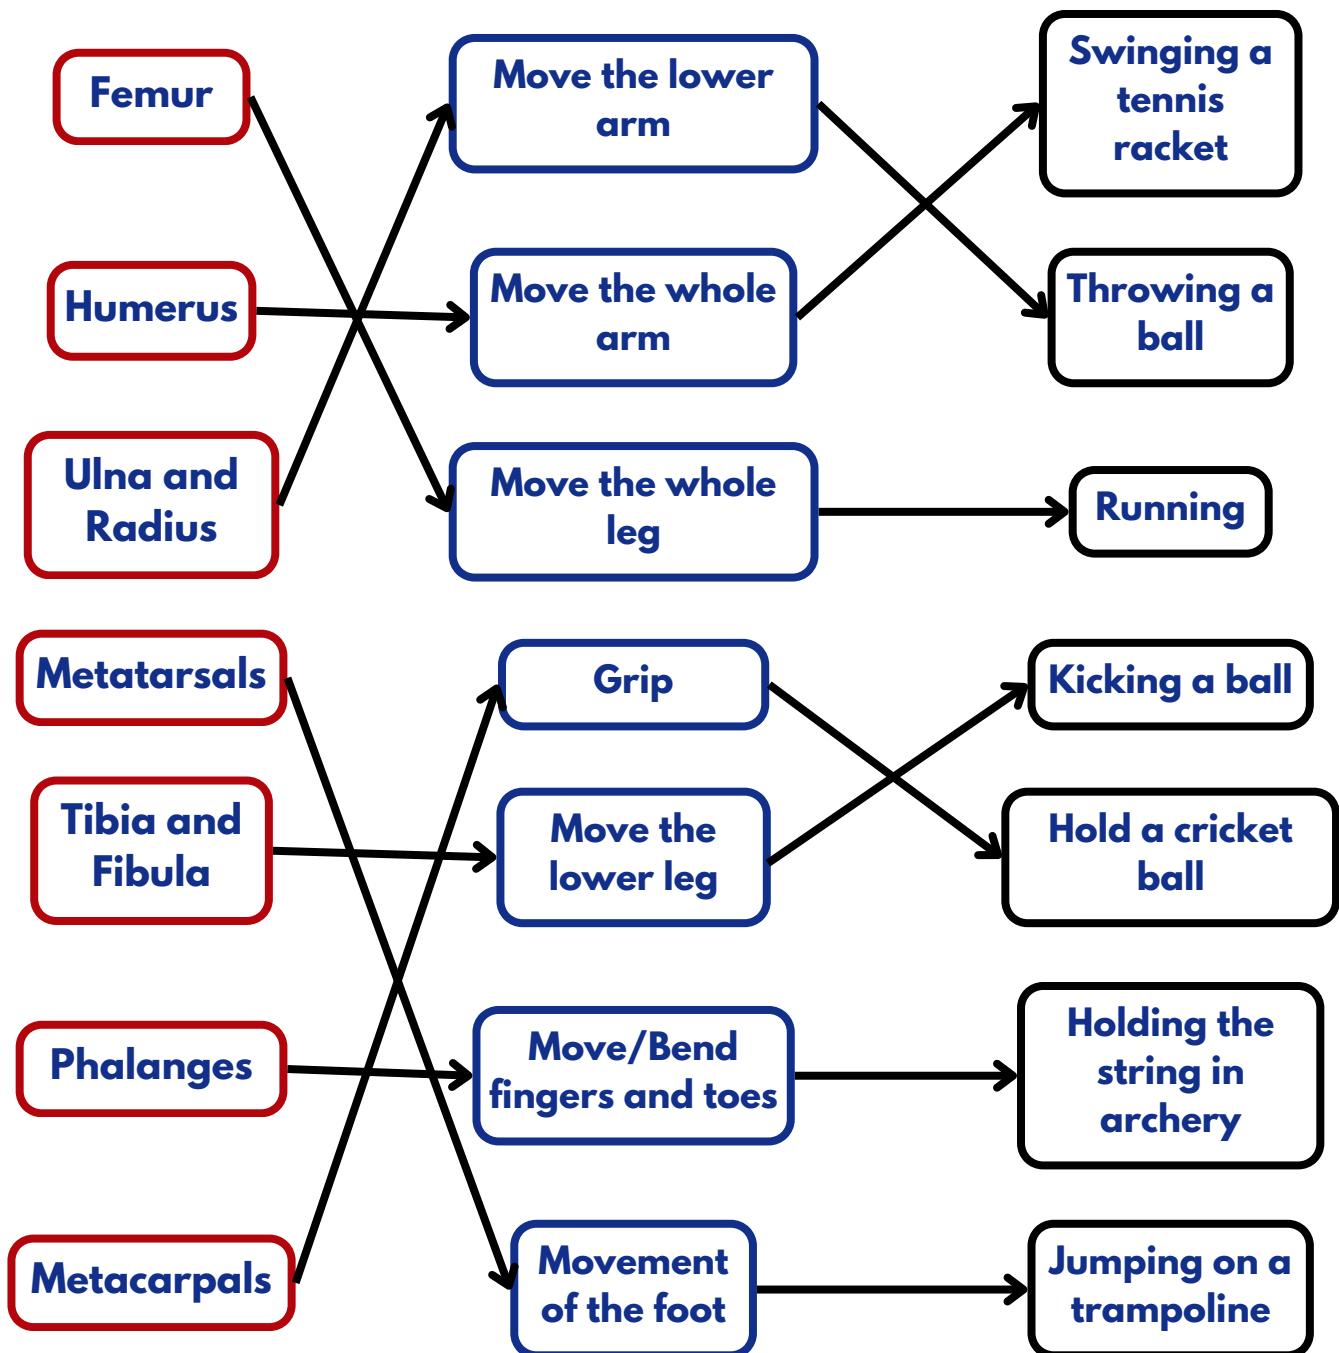 Femur
Move the lower
arm
Swinging a
tennis
racket
Humerus
Move the whole
arm
Throwing a
ball
Ulna and
Radius
Move the whole
leg
Running
Metatarsals
Grip
Kicking a ball
Tibia and
Fibula
Move the
lower leg
Hold a cricket
ball
Phalanges
Move/Bend
fingers and toes
Holding the
string in
archery
Metacarpals
Movement
of the foot
Jumping on a
trampoline